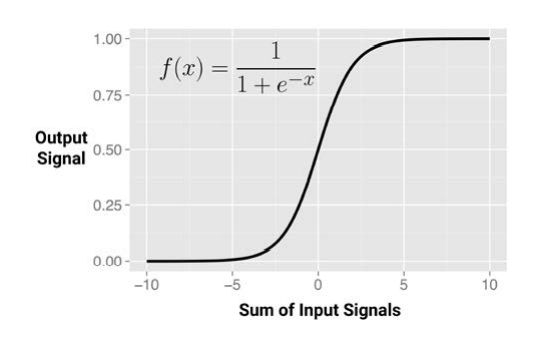 1.00
f(x) = 1 / (1 + e^−x)
0.75
Output
Signal
0.50
0.25
0.00
−10 −5 0 5 10
Sum of Input Signals